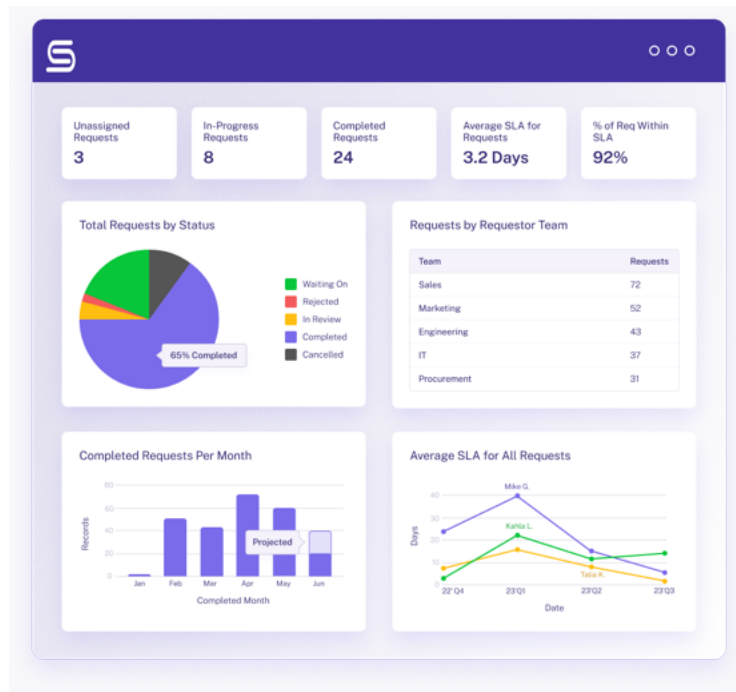 S
Unassigned
Requests
3
In-Progress
Requests
8
Completed
Requests
24
Average SLA for
Requests
3.2 Days
% of Req Within
SLA
92%
Total Requests by Status
Waiting On
Rejected
In Review
Completed
Cancelled
65% Completed
Requests by Requestor Team
Team Requests
Sales 72
Marketing 52
Engineering 43
IT 37
Procurement 31
Completed Requests Per Month
Records
80
60
40
20
0
Projected
Jan Feb Mar Apr May Jun
Completed Month
Average SLA for All Requests
Days
40
30
20
10
0
Mike G.
Kahla L.
Talia K.
22' Q4 23'Q1 23'Q2 23'Q3
Date